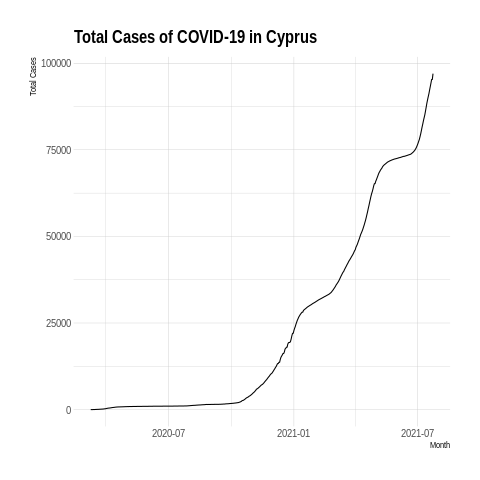 Total Cases of COVID-19 in Cyprus
Total Cases
100000
75000
50000
25000
0
2020-07
2021-01
2021-07
Month